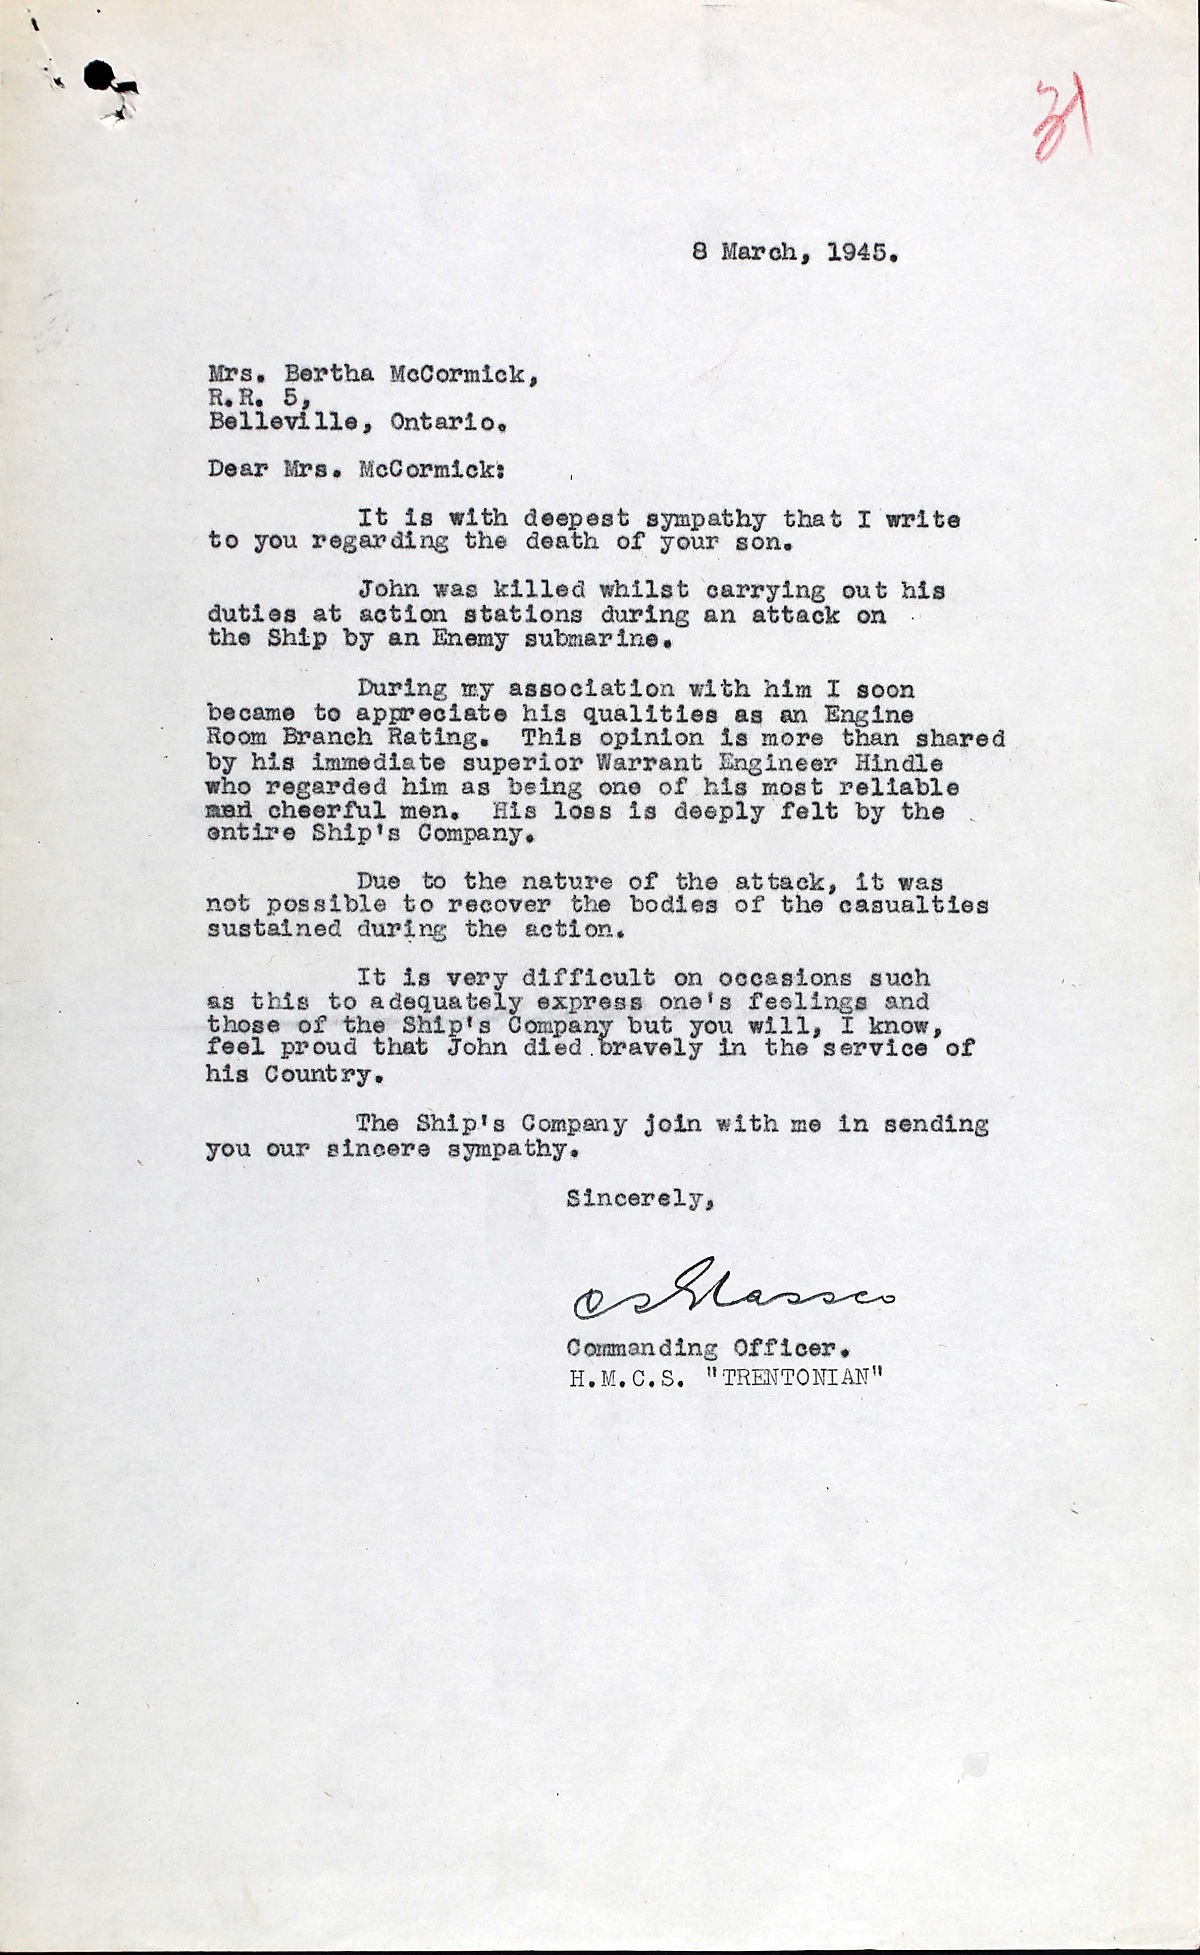 31
8 March, 1945.
Mrs. Bertha McCormick,
R.R. 5,
Belleville, Ontario.
Dear Mrs. McCormick:
It is with deepest sympathy that I write
to you regarding the death of your son.
John was killed whilst carrying out his
duties at action stations during an attack on
the Ship by an Enemy submarine.
During my association with him I soon
became to appreciate his qualities as an Engine
Room Branch Rating. This opinion is more than shared
by his immediate superior Warrant Engineer Hindle
who regarded him as being one of his most reliable
and cheerful men. His loss is deeply felt by the
entire Ship's Company.
Due to the nature of the attack, it was
not possible to recover the bodies of the casualties
sustained during the action.
It is very difficult on occasions such
as this to adequately express one's feelings and
those of the Ship's Company but you will, I know,
feel proud that John died bravely in the service of
his Country.
The Ship's Company join with me in sending
you our sincere sympathy.
Sincerely,
Commanding Officer.
H.M.C.S. "TRENTONIAN"